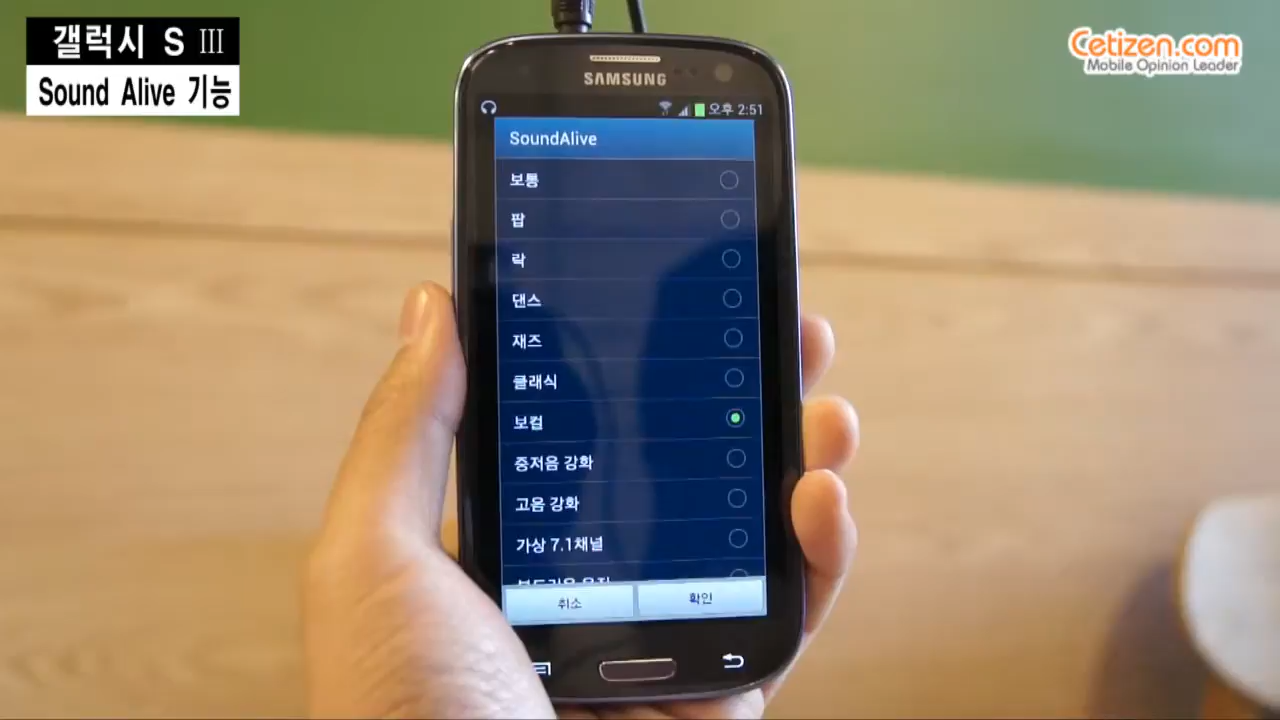 갤럭시 S Ⅲ
Sound Alive 기능
Cetizen.com
Mobile Opinion Leader
SAMSUNG
오후 2:51
SoundAlive
보통
팝
락
댄스
재즈
클래식
보컬
중저음 강화
고음 강화
가상 7.1채널
취소
확인